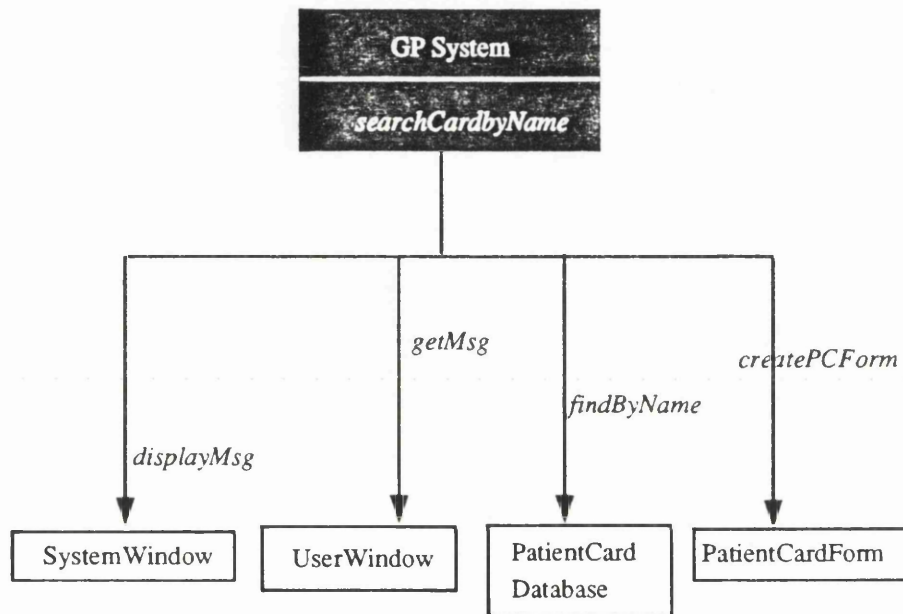 GP System
searchCardbyName
getMsg
createPCForm
findByName
displayMsg
SystemWindow
UserWindow
PatientCard
Database
PatientCardForm